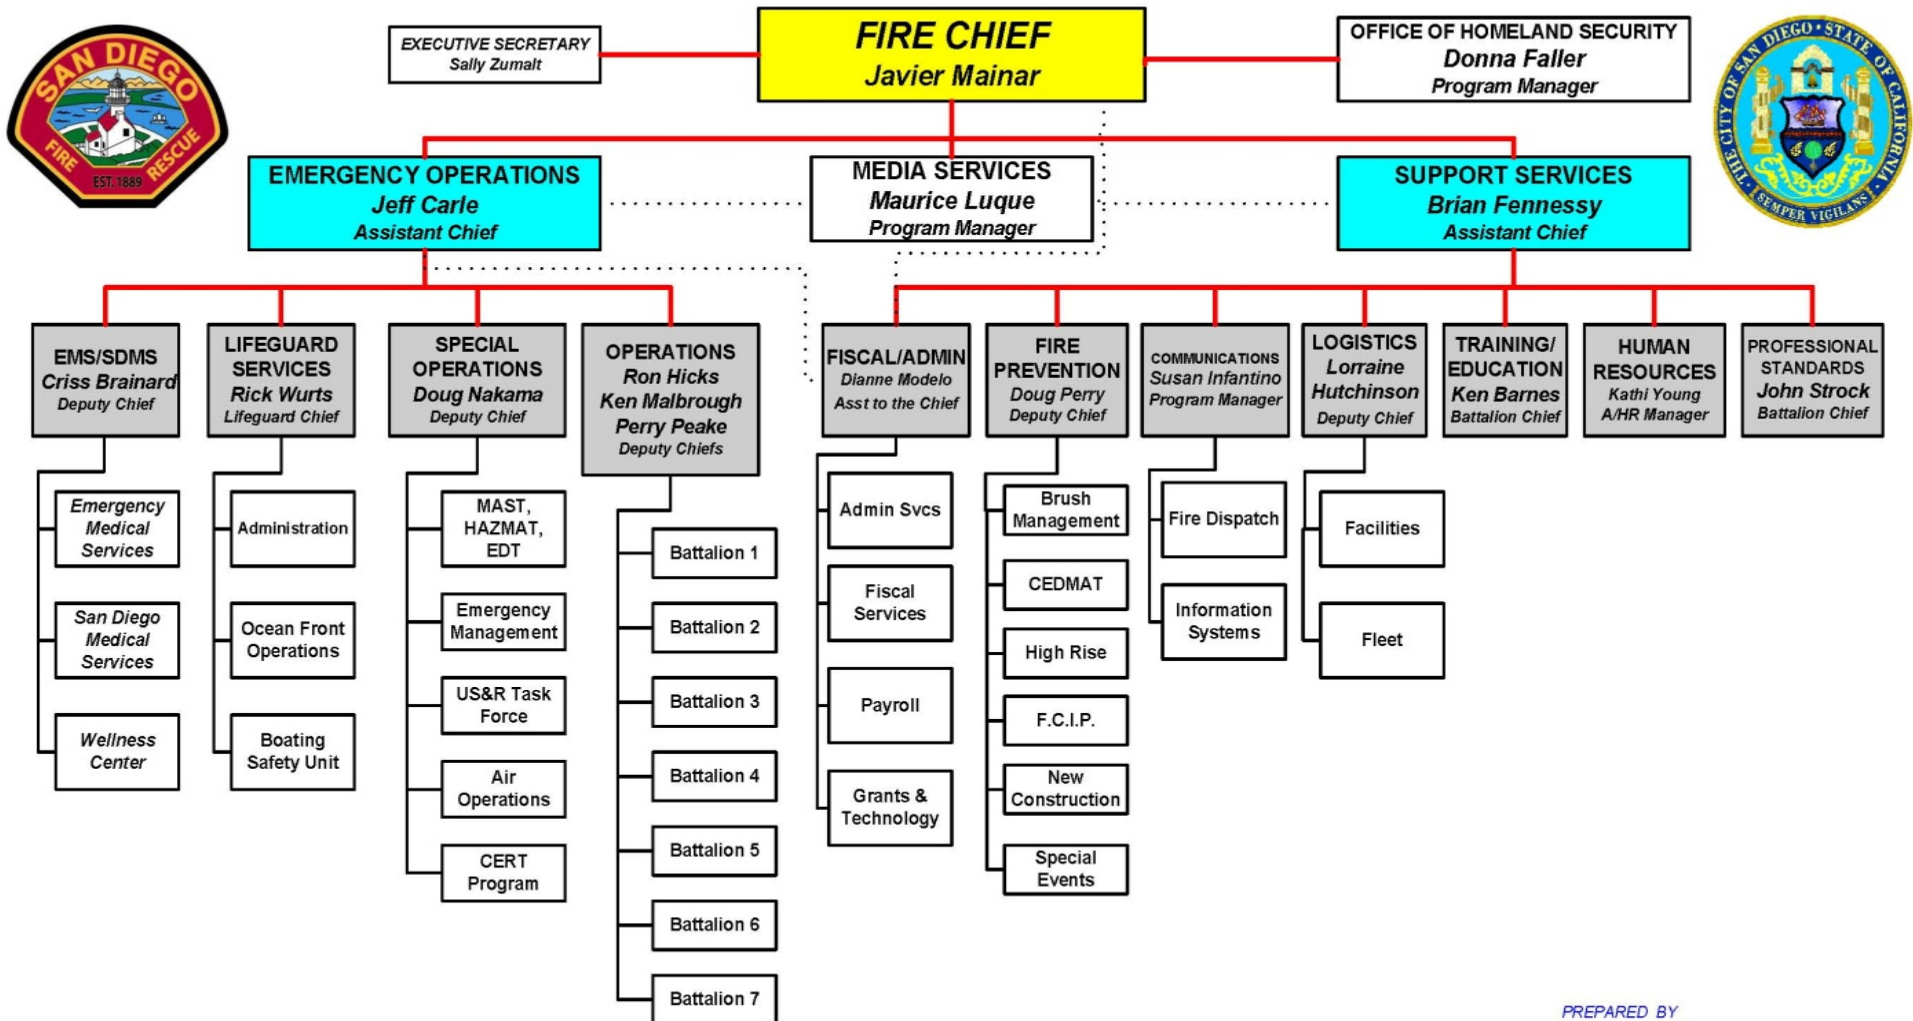 SAN DIEGO
FIRE
RESCUE
EST. 1889
EXECUTIVE SECRETARY
Sally Zumalt
FIRE CHIEF
Javier Mainar
OFFICE OF HOMELAND SECURITY
Donna Faller
Program Manager
THE CITY OF SAN DIEGO · STATE OF CALIFORNIA
SEMPER VIGILANS
EMERGENCY OPERATIONS
Jeff Carle
Assistant Chief
MEDIA SERVICES
Maurice Luque
Program Manager
SUPPORT SERVICES
Brian Fennessy
Assistant Chief
EMS/SDMS
Criss Brainard
Deputy Chief
LIFEGUARD
SERVICES
Rick Wurts
Lifeguard Chief
SPECIAL
OPERATIONS
Doug Nakama
Deputy Chief
OPERATIONS
Ron Hicks
Ken Malbrough
Perry Peake
Deputy Chiefs
FISCAL/ADMIN
Dianne Modelo
Asst to the Chief
FIRE
PREVENTION
Doug Perry
Deputy Chief
COMMUNICATIONS
Susan Infantino
Program Manager
LOGISTICS
Lorraine
Hutchinson
Deputy Chief
TRAINING/
EDUCATION
Ken Barnes
Battalion Chief
HUMAN
RESOURCES
Kathi Young
A/HR Manager
PROFESSIONAL
STANDARDS
John Strock
Battalion Chief
Emergency
Medical
Services
San Diego
Medical
Services
Wellness
Center
Administration
Ocean Front
Operations
Boating
Safety Unit
MAST,
HAZMAT,
EDT
Emergency
Management
US&R Task
Force
Air
Operations
CERT
Program
Battalion 1
Battalion 2
Battalion 3
Battalion 4
Battalion 5
Battalion 6
Battalion 7
Admin Svcs
Fiscal
Services
Payroll
Grants &
Technology
Brush
Management
CEDMAT
High Rise
F.C.I.P.
New
Construction
Special
Events
Fire Dispatch
Information
Systems
Facilities
Fleet
PREPARED BY